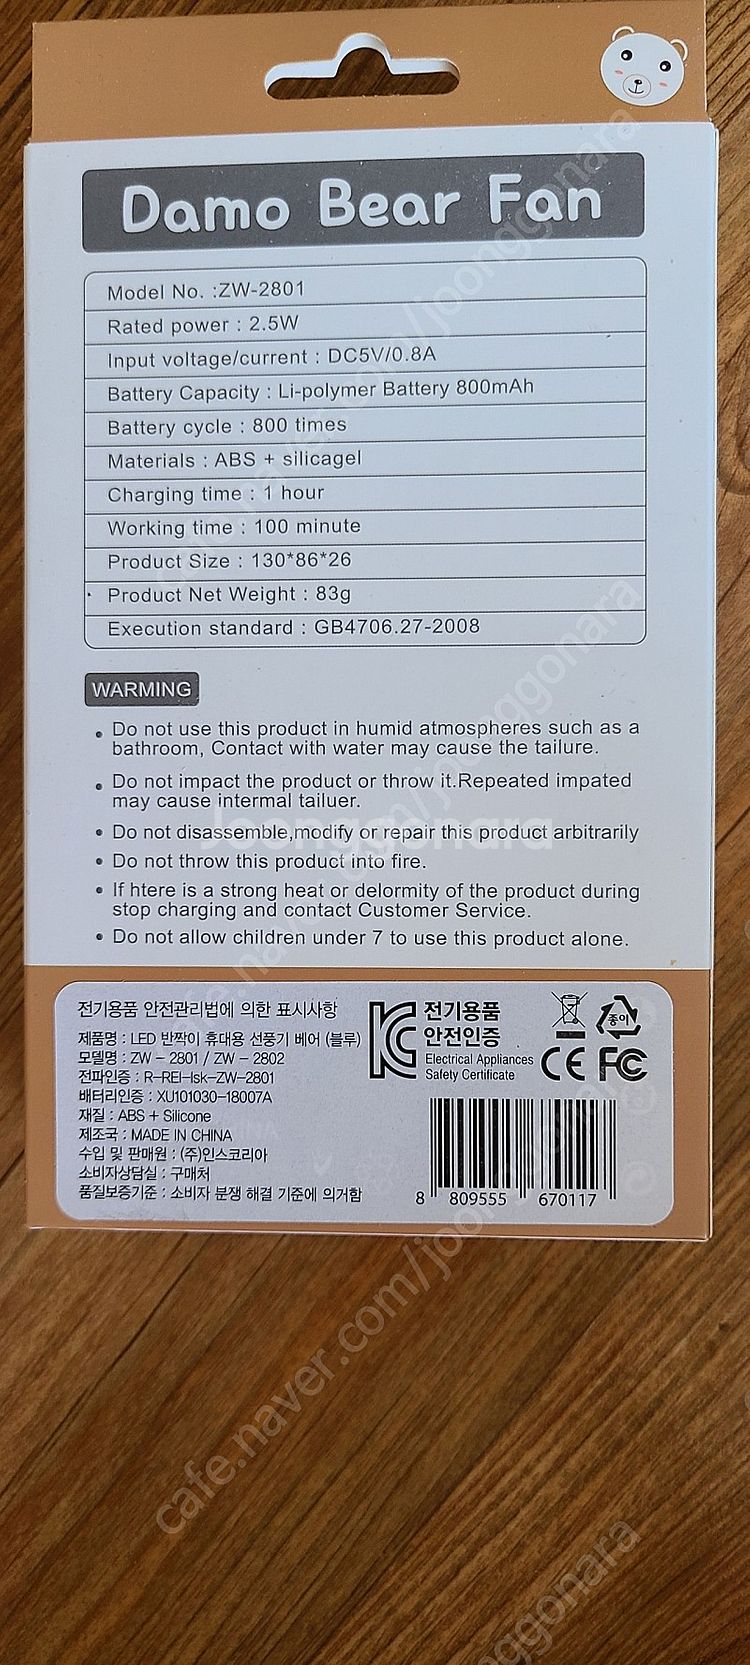 Damo Bear Fan
Model No. :ZW-2801
Rated power : 2.5W
Input voltage/current : DC5V/0.8A
Battery Capacity : Li-polymer Battery 800mAh
Battery cycle : 800 times
Materials : ABS + silicagel
Charging time : 1 hour
Working time : 100 minute
Product Size : 130*86*26
Product Net Weight : 83g
Execution standard : GB4706.27-2008
WARMING
• Do not use this product in humid atmospheres such as a
bathroom, Contact with water may cause the tailure.
• Do not impact the product or throw it.Repeated impated
may cause intermal tailuer.
• Do not disassemble,modify or repair this product arbitrarily
• Do not throw this product into fire.
• If htere is a strong heat or delormity of the product during
stop charging and contact Customer Service.
• Do not allow children under 7 to use this product alone.
전기용품 안전관리법에 의한 표시사항
제품명 : LED 반짝이 휴대용 선풍기 베어 (블루)
모델명 : ZW - 2801 / ZW - 2802
전파인증 : R-REI-Isk-ZW-2801
배터리인증 : XU101030-18007A
재질 : ABS + Silicone
제조국 : MADE IN CHINA
수입 및 판매원 : (주)인스코리아
소비자상담실 : 구매처
품질보증기준 : 소비자 분쟁 해결 기준에 의거함
전기용품
안전인증
Electrical Appliances
Safety Certificate
종이
CE FC
8 809555 670117
Joonggonara
cafe.naver.com/joonggonara